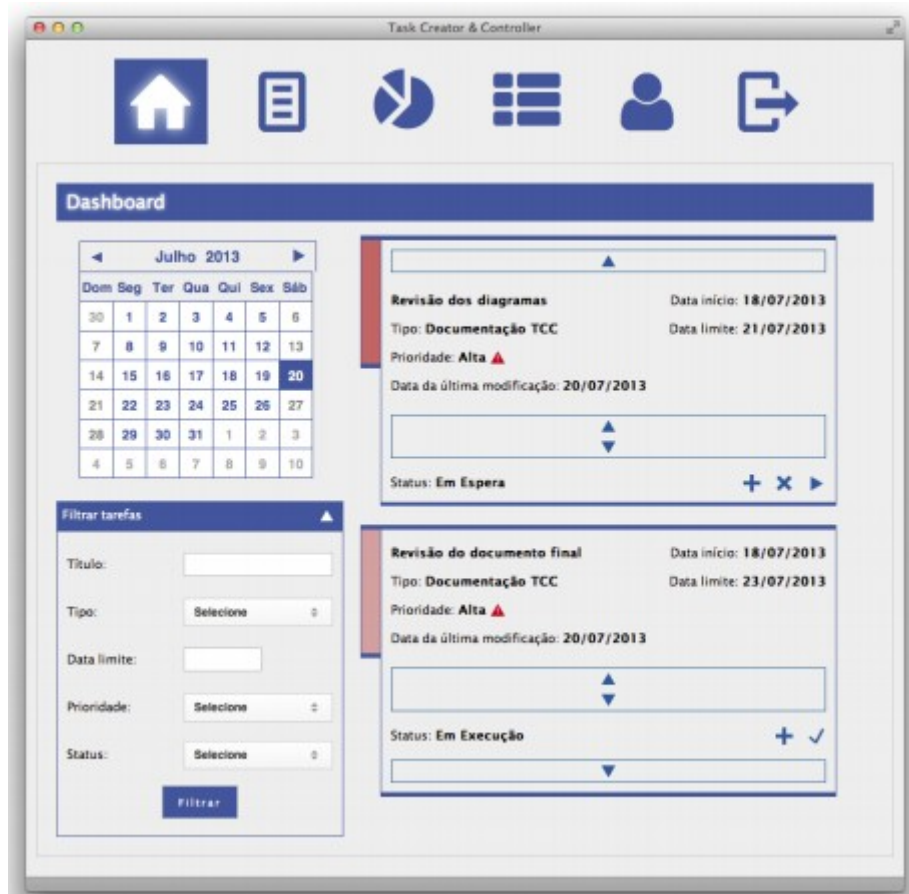 Task Creator & Controller
Dashboard
Julho 2013
Dom Seg Ter Qua Qui Sex Sáb
30 1 2 3 4 5 6
7 8 9 10 11 12 13
14 15 16 17 18 19 20
21 22 23 24 25 26 27
28 29 30 31 1 2 3
4 5 6 7 8 9 10
Filtrar tarefas
Título:
Tipo: Selecione
Data limite:
Prioridade: Selecione
Status: Selecione
Filtrar
Revisão dos diagramas Data início: 18/07/2013
Tipo: Documentação TCC Data limite: 21/07/2013
Prioridade: Alta
Data da última modificação: 20/07/2013
Status: Em Espera
Revisão do documento final Data início: 18/07/2013
Tipo: Documentação TCC Data limite: 23/07/2013
Prioridade: Alta
Data da última modificação: 20/07/2013
Status: Em Execução